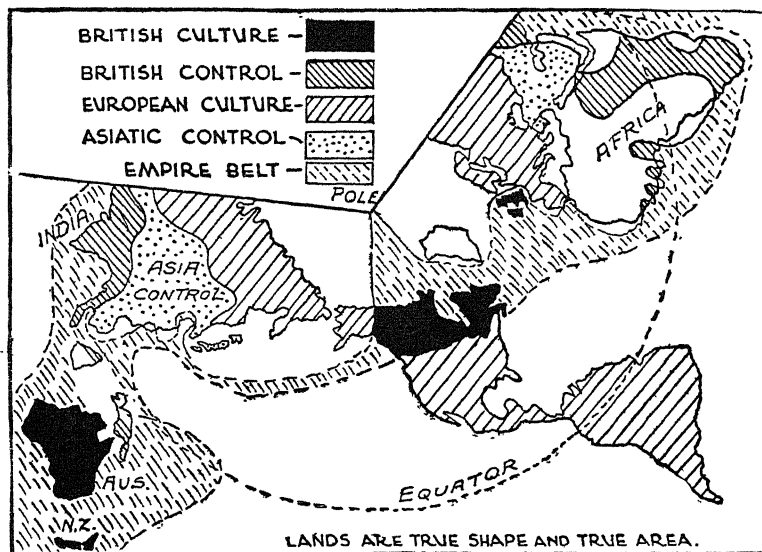 BRITISH CULTURE -
BRITISH CONTROL -
EUROPEAN CULTURE -
ASIATIC CONTROL -
EMPIRE BELT -
POLE
AFRICA
INDIA
ASIA
CONTROL
AUS.
N.Z.
EQUATOR
LANDS ARE TRUE SHAPE AND TRUE AREA.